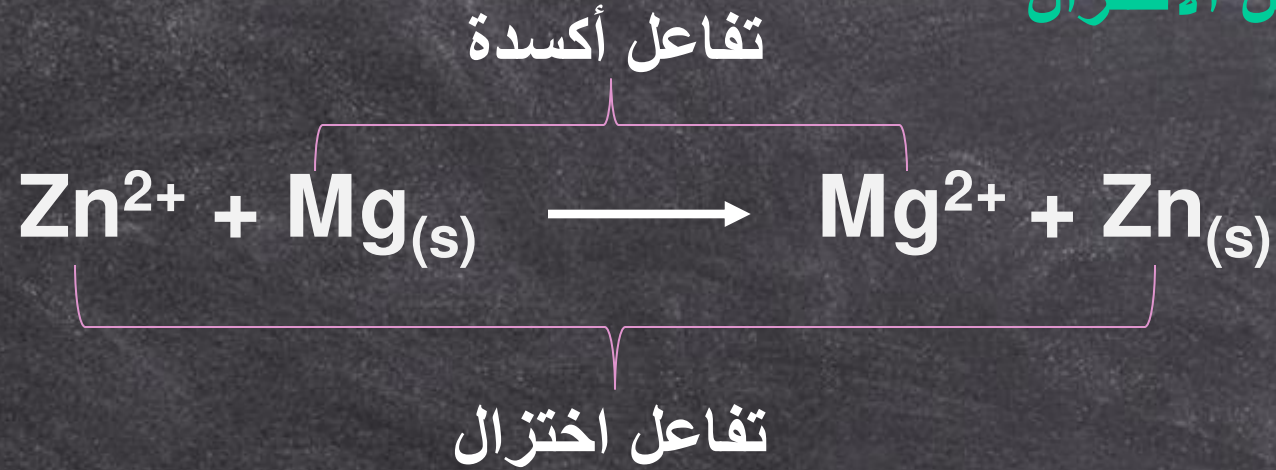 تفاعل أكسدة
Zn²⁺ + Mg₍s₎ ⟶ Mg²⁺ + Zn₍s₎
تفاعل اختزال